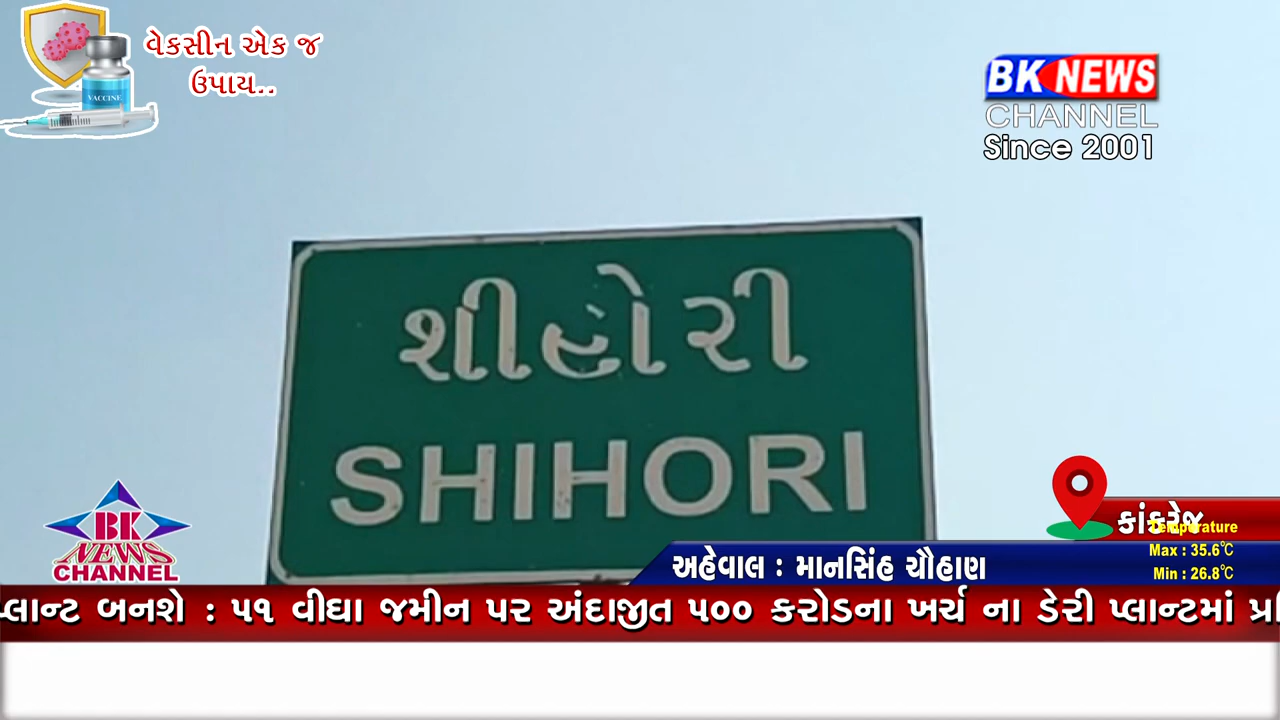 વેકસીન એક જ
ઉપાય..
VACCINE
BK NEWS
CHANNEL
Since 2001
શીહોરી
SHIHORI
BK
NEWS
CHANNEL
કાંકરેજ
Temperature
Max : 35.6℃
Min : 26.8℃
અહેવાલ : માનસિંહ ચૌહાણ
પ્લાન્ટ બનશે : ૫૧ વીઘા જમીન પર અંદાજીત ૫૦૦ કરોડના ખર્ચ ના ડેરી પ્લાન્ટમાં